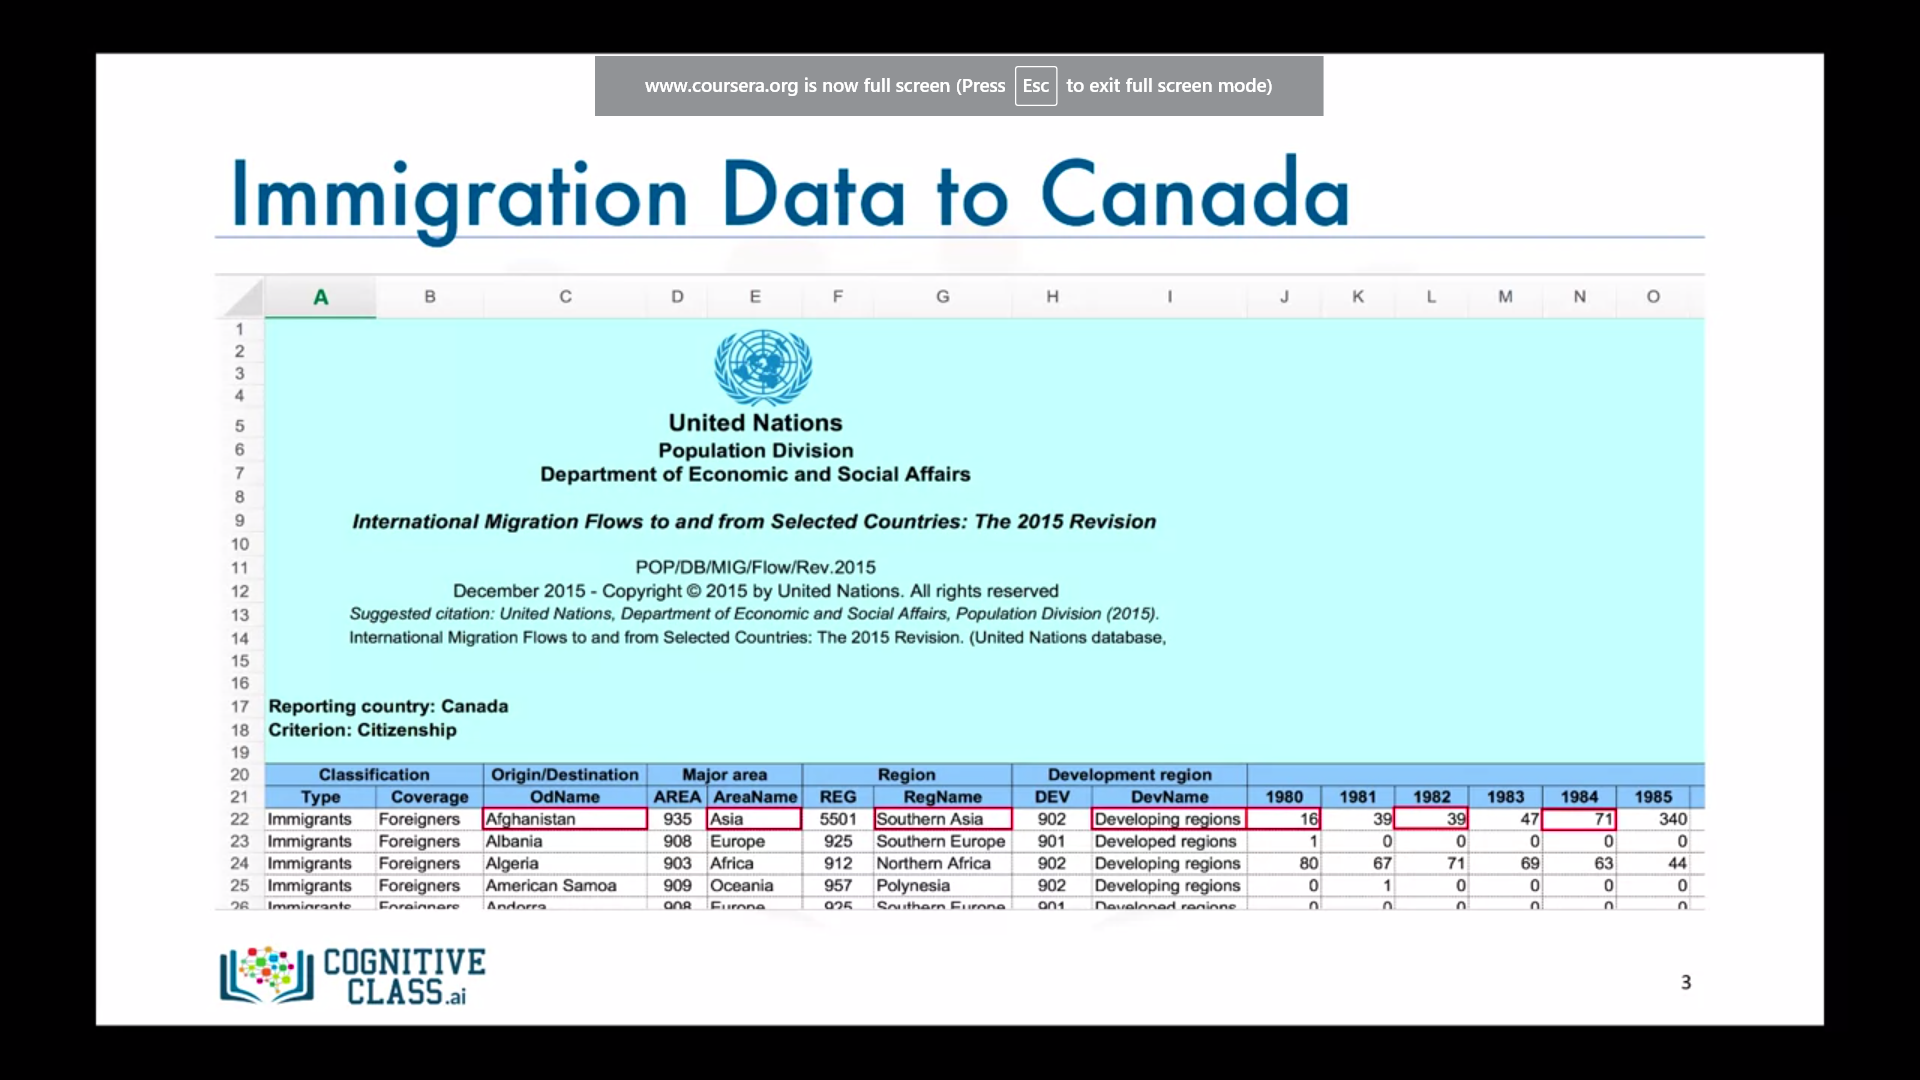 www.coursera.org is now full screen (Press Esc to exit full screen mode)
Immigration Data to Canada
A B C D E F G H I J K L M N O
1
2
3
4
5 United Nations
6 Population Division
7 Department of Economic and Social Affairs
8
9 International Migration Flows to and from Selected Countries: The 2015 Revision
10
11 POP/DB/MIG/Flow/Rev.2015
12 December 2015 - Copyright © 2015 by United Nations. All rights reserved
13 Suggested citation: United Nations, Department of Economic and Social Affairs, Population Division (2015).
14 International Migration Flows to and from Selected Countries: The 2015 Revision. (United Nations database,
15
16
17 Reporting country: Canada
18 Criterion: Citizenship
19
20 Classification Origin/Destination Major area Region Development region
21 Type Coverage OdName AREA AreaName REG RegName DEV DevName 1980 1981 1982 1983 1984 1985
22 Immigrants Foreigners Afghanistan 935 Asia 5501 Southern Asia 902 Developing regions 16 39 39 47 71 340
23 Immigrants Foreigners Albania 908 Europe 925 Southern Europe 901 Developed regions 1 0 0 0 0 0
24 Immigrants Foreigners Algeria 903 Africa 912 Northern Africa 902 Developing regions 80 67 71 69 63 44
25 Immigrants Foreigners American Samoa 909 Oceania 957 Polynesia 902 Developing regions 0 1 0 0 0 0
26 Immigrants Foreigners Andorra 908 Europe 925 Southern Europe 901 Developed regions 0 0 0 0 0 0
COGNITIVE
CLASS.ai
3